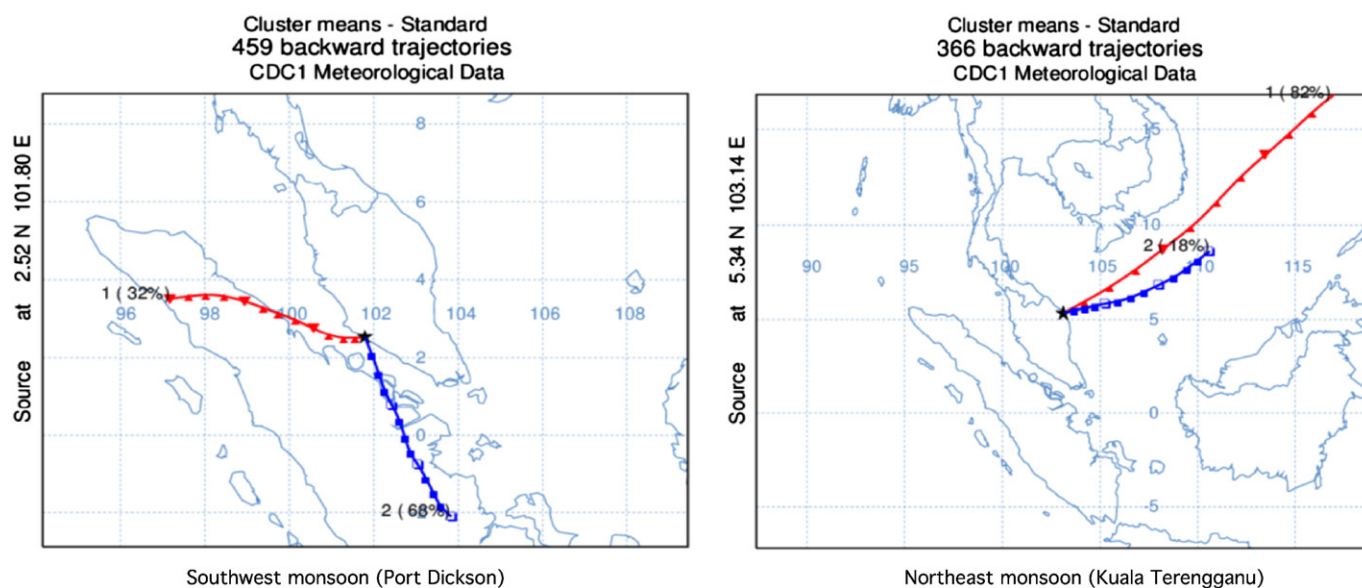 Cluster means - Standard
459 backward trajectories
CDC1 Meteorological Data
Source at 2.52 N 101.80 E
8
6
4
1 ( 32%)
96 98 100 102 104 106 108
2
0
2 ( 68%)
Southwest monsoon (Port Dickson)
Cluster means - Standard
366 backward trajectories
CDC1 Meteorological Data
Source at 5.34 N 103.14 E
1 ( 82%)
15
10
2 ( 18%)
90 95 100 105 110 115
5
0
-5
Northeast monsoon (Kuala Terengganu)